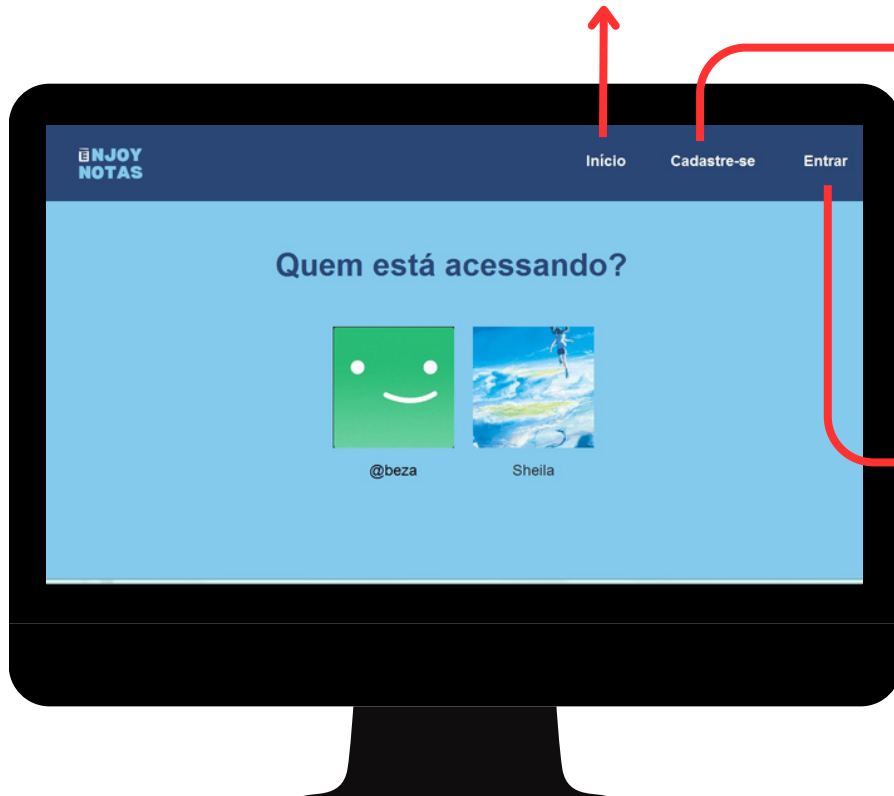 ENJOY
NOTAS
Início
Cadastre-se
Entrar
Quem está acessando?
@beza
Sheila